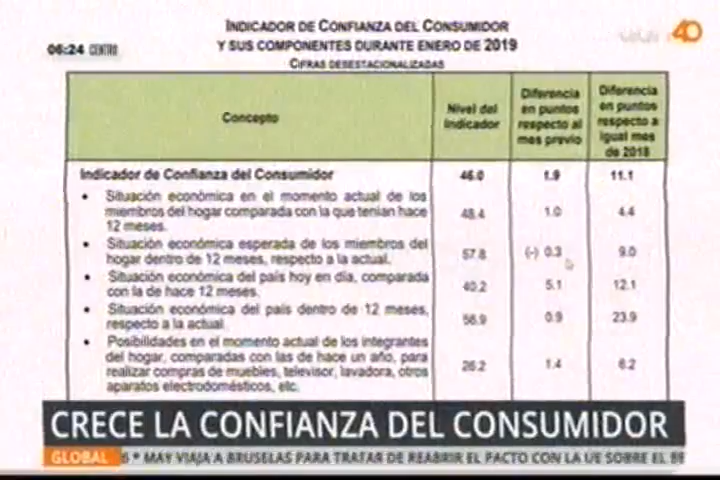 INDICADOR DE CONFIANZA DEL CONSUMIDOR
Y SUS COMPONENTES DURANTE ENERO DE 2019
CIFRAS DESESTACIONALIZADAS
06:24 CENTRO
40
Concepto
Nivel del
Indicador
Diferencia
en puntos
respecto al
mes previo
Diferencia
en puntos
respecto a
igual mes
de 2018
Indicador de Confianza del Consumidor 46.0 1.9 11.1
• Situación económica en el momento actual de los
miembros del hogar comparada con la que tenían hace
12 meses.
48.4 1.0 4.4
• Situación económica esperada de los miembros del
hogar dentro de 12 meses, respecto a la actual.
57.8 (-) 0.3 9.0
• Situación económica del país hoy en día, comparada
con la de hace 12 meses.
40.2 5.1 12.1
• Situación económica del país dentro de 12 meses,
respecto a la actual.
56.9 0.9 23.9
• Posibilidades en el momento actual de los integrantes
del hogar, comparadas con las de hace un año, para
realizar compras de muebles, televisor, lavadora, otros
aparatos electrodomésticos, etc.
26.2 1.4 6.2
CRECE LA CONFIANZA DEL CONSUMIDOR
GLOBAL 6 * MAY VIAJA A BRUSELAS PARA TRATAR DE REABRIR EL PACTO CON LA UE SOBRE EL